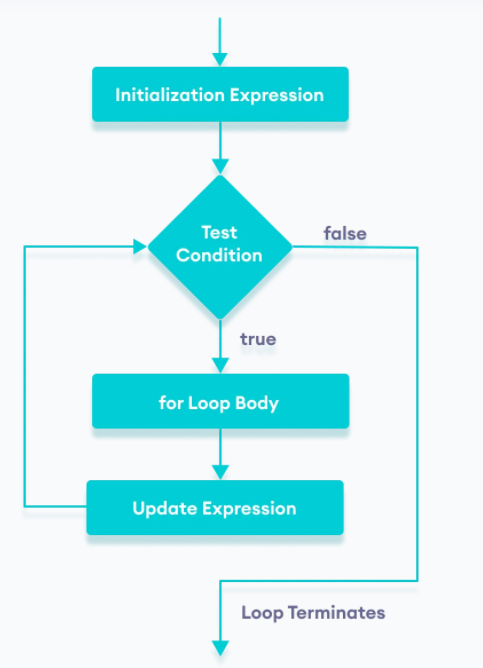 Initialization Expression
Test
Condition
false
true
for Loop Body
Update Expression
Loop Terminates